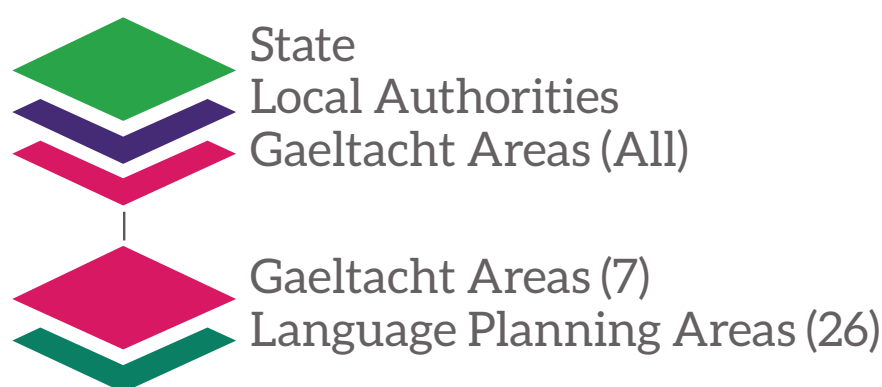 State
Local Authorities
Gaeltacht Areas (All)
Gaeltacht Areas (7)
Language Planning Areas (26)